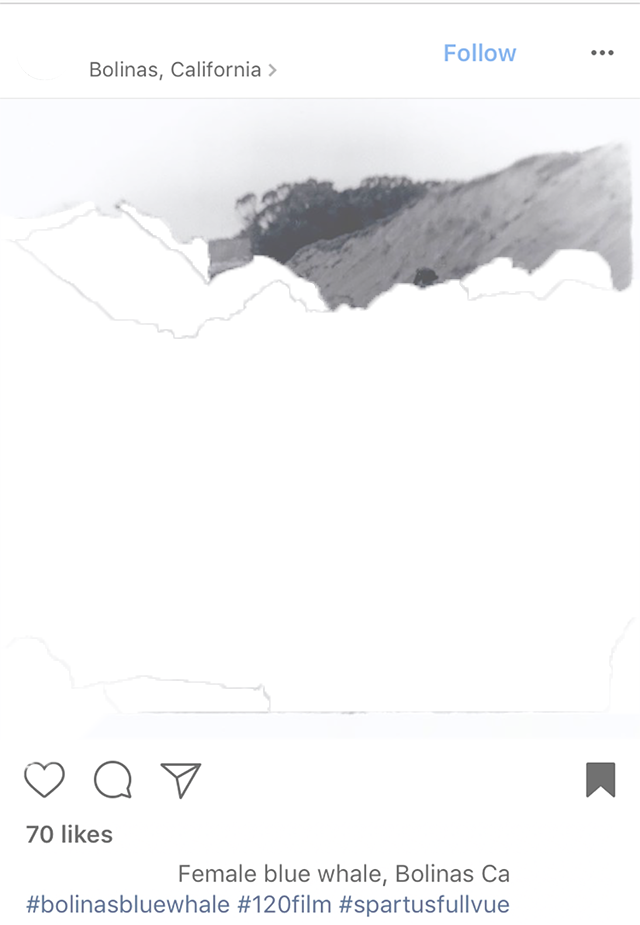 Bolinas, California >
Follow
70 likes
Female blue whale, Bolinas Ca
#bolinasbluewhale #120film #spartusfullvue